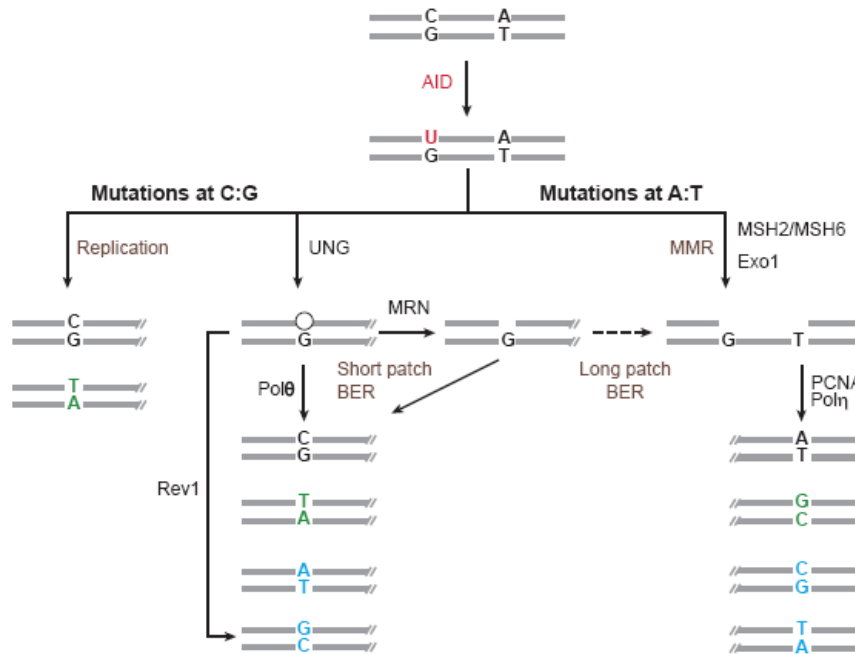 C A
G T
AID
U A
G T
Mutations at C:G Mutations at A:T
Replication UNG MMR MSH2/MSH6
Exo1
C
G
T
A
G
MRN
G
G T
Short patch
BER
Long patch
BER
Polθ
PCNA
Polη
Rev1
C
G
T
A
A
T
G
C
A
T
G
C
C
G
T
A